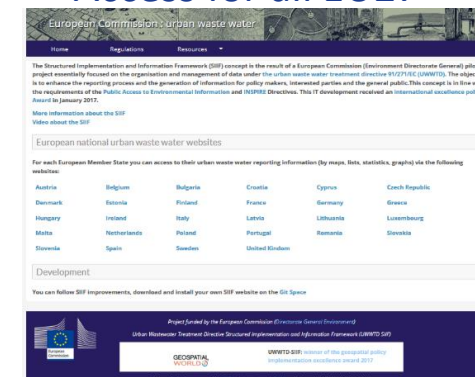 European Commission : urban waste water
Home Regulations Resources
The Structured Implementation and Information Framework (SIIF) concept is the result of a European Commission (Environment Directorate General) pilo
project essentially focused on the organisation and management of data under the urban waste water treatment directive 91/271/EC (UWWTD). The objec
is to enhance the reporting process and the generation of information for policy makers, interested parties and the general public.This concept is in line w
the requirements of the Public Access to Environmental Information and INSPIRE Directives. This IT development received an international excellence pol
Award in January 2017.
More information about the SIIF
Video about the SIIF
European national urban waste water websites
For each European Member State you can access to their urban waste water reporting information (by maps, lists, statistics, graphs) via the following
websites:
Austria Belgium Bulgaria Croatia Cyprus Czech Republic
Denmark Estonia Finland France Germany Greece
Hungary Ireland Italy Latvia Lithuania Luxembourg
Malta Netherlands Poland Portugal Romania Slovakia
Slovenia Spain Sweden United Kindom
Development
You can follow SIIF improvements, download and install your own SIIF website on the Git Space
Project funded by the European Commission (Directorate General Environment)
Urban Wastewater Treatment Directive Structured Implementation and Information Framework (UWWTD SIIF)
European
Commission
GEOSPATIAL
WORLD
UWWTD-SIIF: winner of the geospatial policy
implementation excellence award 2017